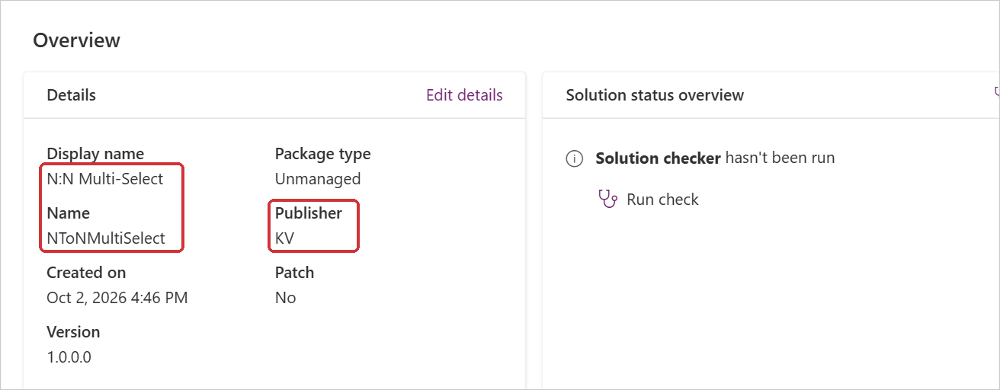 Overview
Details
Edit details
Display name
N:N Multi-Select
Name
NToNMultiSelect
Created on
Oct 2, 2026 4:46 PM
Version
1.0.0.0
Package type
Unmanaged
Publisher
KV
Patch
No
Solution status overview
Solution checker hasn't been run
Run check